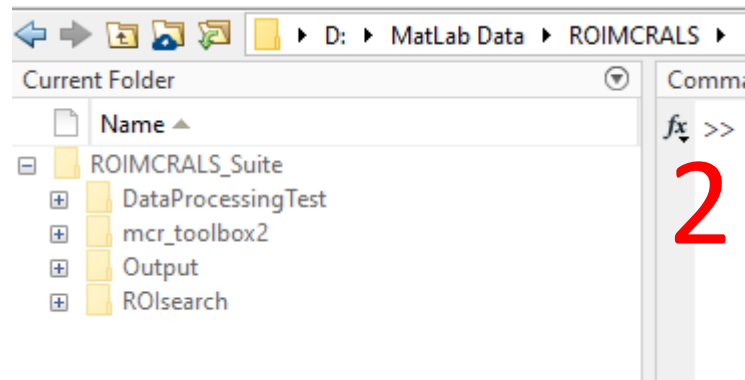 D: MatLab Data ROIMCRALS
Current Folder
Comma
Name
fx >>
ROIMCRALS_Suite
2
DataProcessingTest
mcr_toolbox2
Output
ROIsearch